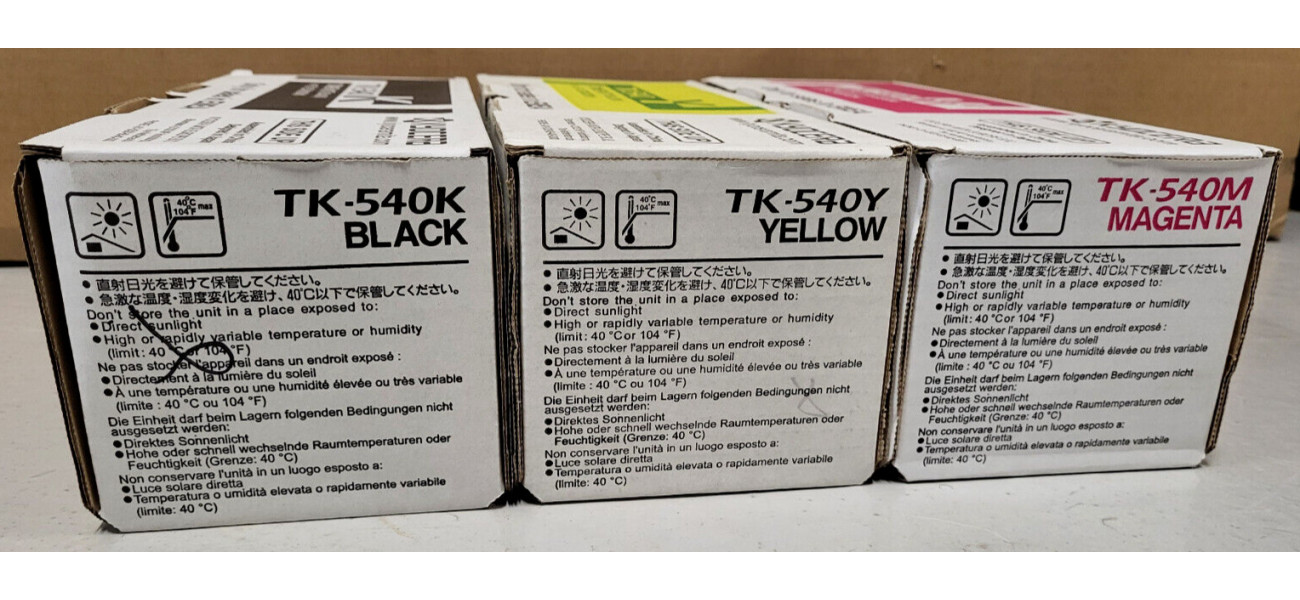 40°C max
104°F
TK-540K
BLACK
● 直射日光を避けて保管してください。
● 急激な温度・湿度変化を避け、40°C以下で保管してください。
Don't store the unit in a place exposed to:
● Direct sunlight
● High or rapidly variable temperature or humidity
(limit: 40 °C or 104 °F)
Ne pas stocker l'appareil dans un endroit exposé :
● Directement à la lumière du soleil
● À une température ou une humidité élevée ou très variable
(limite : 40 °C ou 104 °F)
Die Einheit darf beim Lagern folgenden Bedingungen nicht
ausgesetzt werden:
● Direktes Sonnenlicht
● Hohe oder schnell wechselnde Raumtemperaturen oder
Feuchtigkeit (Grenze: 40 °C)
Non conservare l'unità in un luogo esposto a:
● Luce solare diretta
● Temperatura o umidità elevata o rapidamente variabile
(limite: 40 °C)
40°C max
104°F
TK-540Y
YELLOW
● 直射日光を避けて保管してください。
● 急激な温度・湿度変化を避け、40°C以下で保管してください。
Don't store the unit in a place exposed to:
● Direct sunlight
● High or rapidly variable temperature or humidity
(limit: 40 °C or 104 °F)
Ne pas stocker l'appareil dans un endroit exposé :
● Directement à la lumière du soleil
● À une température ou une humidité élevée ou très variable
(limite : 40 °C ou 104 °F)
Die Einheit darf beim Lagern folgenden Bedingungen nicht
ausgesetzt werden:
● Direktes Sonnenlicht
● Hohe oder schnell wechselnde Raumtemperaturen oder
Feuchtigkeit (Grenze: 40 °C)
Non conservare l'unità in un luogo esposto a:
● Luce solare diretta
● Temperatura o umidità elevata o rapidamente variabile
(limite: 40 °C)
40°C max
104°F
TK-540M
MAGENTA
● 直射日光を避けて保管してください。
● 急激な温度・湿度変化を避け、40°C以下で保管してください。
Don't store the unit in a place exposed to:
● Direct sunlight
● High or rapidly variable temperature or humidity
(limit: 40 °C or 104 °F)
Ne pas stocker l'appareil dans un endroit exposé :
● Directement à la lumière du soleil
● À une température ou une humidité élevée ou très variable
(limite : 40 °C ou 104 °F)
Die Einheit darf beim Lagern folgenden Bedingungen nicht
ausgesetzt werden:
● Direktes Sonnenlicht
● Hohe oder schnell wechselnde Raumtemperaturen oder
Feuchtigkeit (Grenze: 40 °C)
Non conservare l'unità in un luogo esposto a:
● Luce solare diretta
● Temperatura o umidità elevata o rapidamente variabile
(limite: 40 °C)